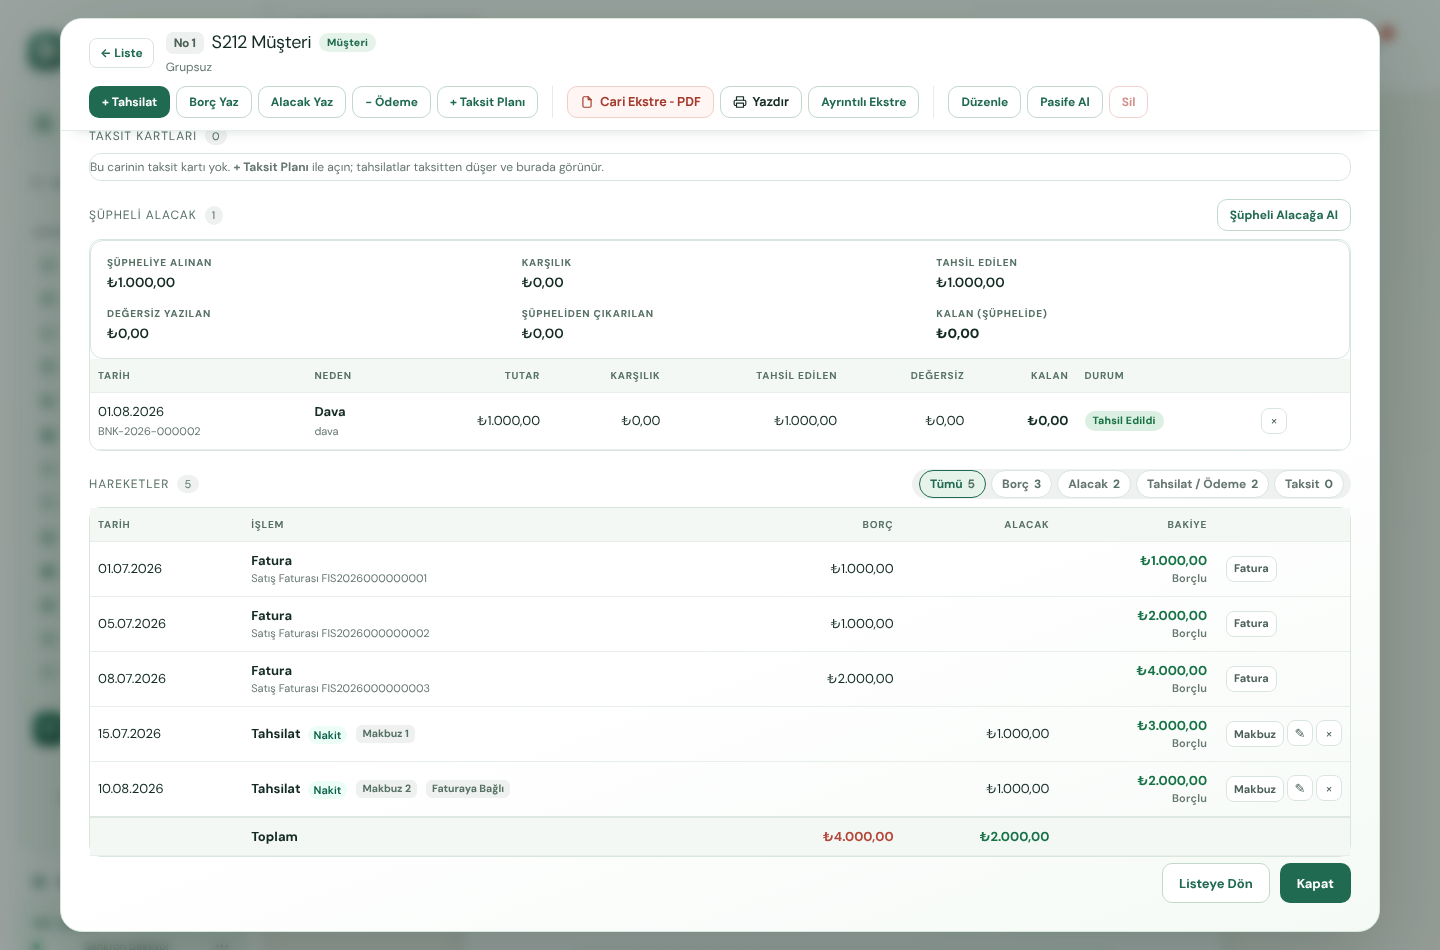 ← Liste
No 1 S212 Müşteri Müşteri
Grupsuz
+ Tahsilat Borç Yaz Alacak Yaz - Ödeme + Taksit Planı Cari Ekstre - PDF Yazdır Ayrıntılı Ekstre Düzenle Pasife Al Sil
TAKSİT KARTLARI 0
Bu carinin taksit kartı yok. + Taksit Planı ile açın; tahsilatlar taksitten düşer ve burada görünür.
ŞÜPHELİ ALACAK 1 Şüpheli Alacağa Al
ŞÜPHELİYE ALINAN KARŞILIK TAHSİL EDİLEN
₺1.000,00 ₺0,00 ₺1.000,00
DEĞERSİZ YAZILAN ŞÜPHELİDEN ÇIKARILAN KALAN (ŞÜPHELİDE)
₺0,00 ₺0,00 ₺0,00
TARİH NEDEN TUTAR KARŞILIK TAHSİL EDİLEN DEĞERSİZ KALAN DURUM
01.08.2026 Dava ₺1.000,00 ₺0,00 ₺1.000,00 ₺0,00 ₺0,00 Tahsil Edildi ×
BNK-2026-000002 dava
HAREKETLER 5 Tümü 5 Borç 3 Alacak 2 Tahsilat / Ödeme 2 Taksit 0
TARİH İŞLEM BORÇ ALACAK BAKİYE
01.07.2026 Fatura ₺1.000,00 ₺1.000,00 Fatura
Satış Faturası FIS2026000000001 Borçlu
05.07.2026 Fatura ₺1.000,00 ₺2.000,00 Fatura
Satış Faturası FIS2026000000002 Borçlu
08.07.2026 Fatura ₺2.000,00 ₺4.000,00 Fatura
Satış Faturası FIS2026000000003 Borçlu
15.07.2026 Tahsilat Nakit Makbuz 1 ₺1.000,00 ₺3.000,00 Makbuz ✎ ×
Borçlu
10.08.2026 Tahsilat Nakit Makbuz 2 Faturaya Bağlı ₺1.000,00 ₺2.000,00 Makbuz ✎ ×
Borçlu
Toplam ₺4.000,00 ₺2.000,00
Listeye Dön Kapat